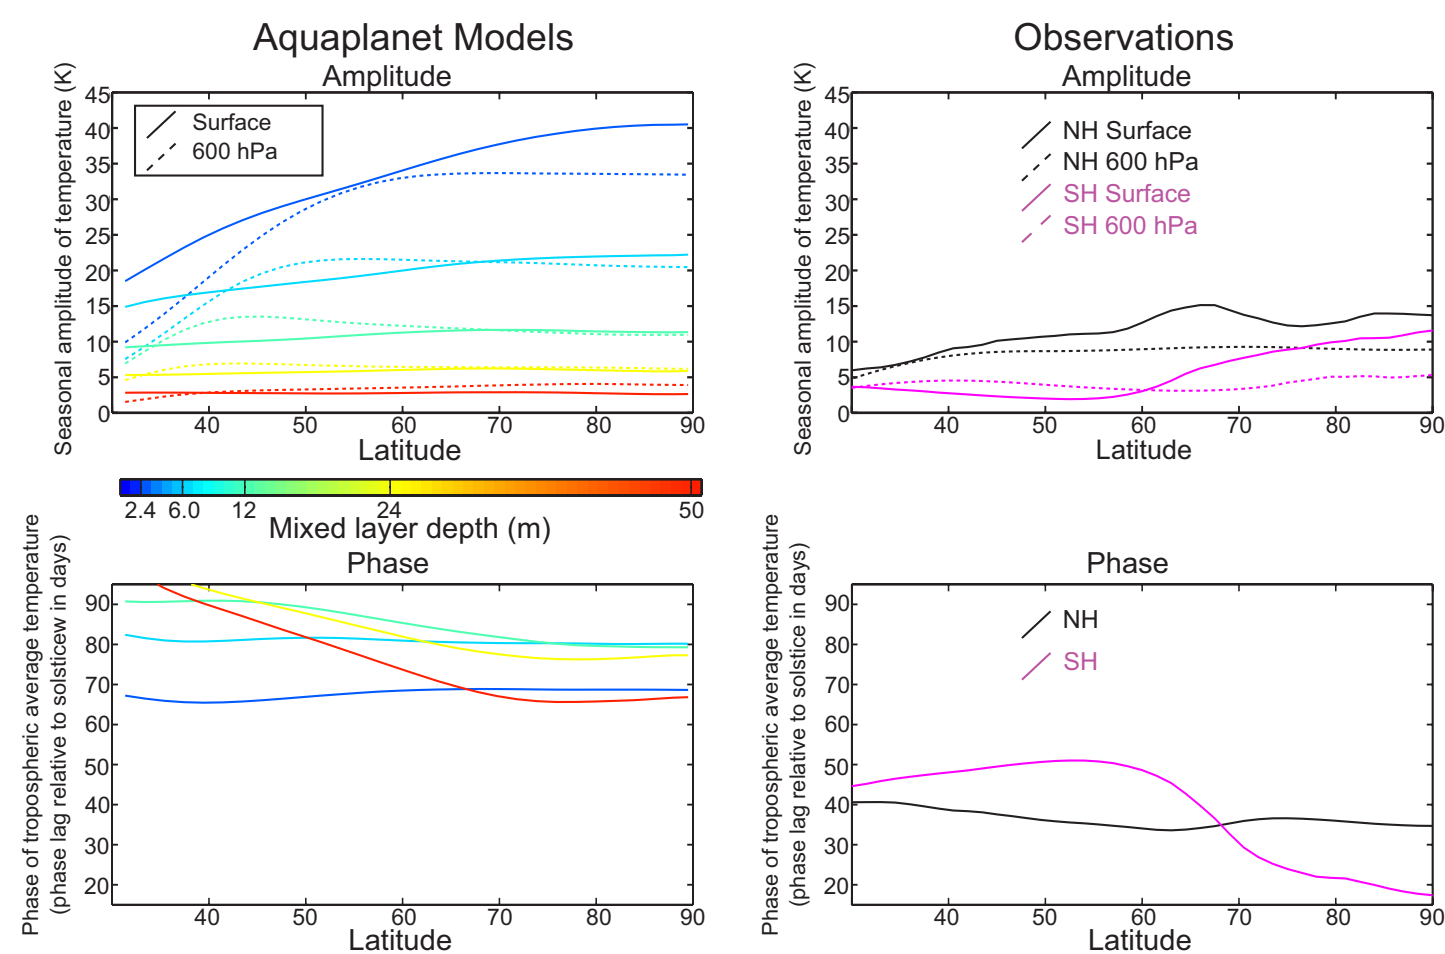 Aquaplanet Models
Amplitude
Seasonal amplitude of temperature (K)
45
40
35
30
25
20
15
10
5
0
Surface
600 hPa
40
50
60
70
80
90
Latitude
Observations
Amplitude
Seasonal amplitude of temperature (K)
45
40
35
30
25
20
15
10
5
0
NH Surface
NH 600 hPa
SH Surface
SH 600 hPa
40
50
60
70
80
90
Latitude
2.4
6.0
12
24
50
Mixed layer depth (m)
Phase
Phase of tropospheric average temperature
(phase lag relative to solsticew in days)
90
80
70
60
50
40
30
20
40
50
60
70
80
90
Latitude
Phase
Phase of tropospheric average temperature
(phase lag relative to solstice in days)
90
80
70
60
50
40
30
20
NH
SH
40
50
60
70
80
90
Latitude